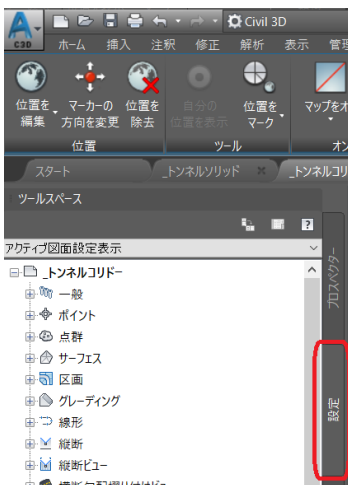 C3D
Civil 3D
ホーム 挿入 注釈 修正 解析 表示 管理
位置を マーカーの 位置を 自分の 位置を マップをオ
編集 方向を変更 除去 位置を表示 マーク
位置 ツール オン
スタート _トンネルソリッド _トンネルコリ
ツールスペース
アクティブ図面設定表示
_トンネルコリドー
一般
ポイント
点群
サーフェス
区画
グレーディング
線形
縦断
縦断ビュー
プロスペクター
設定